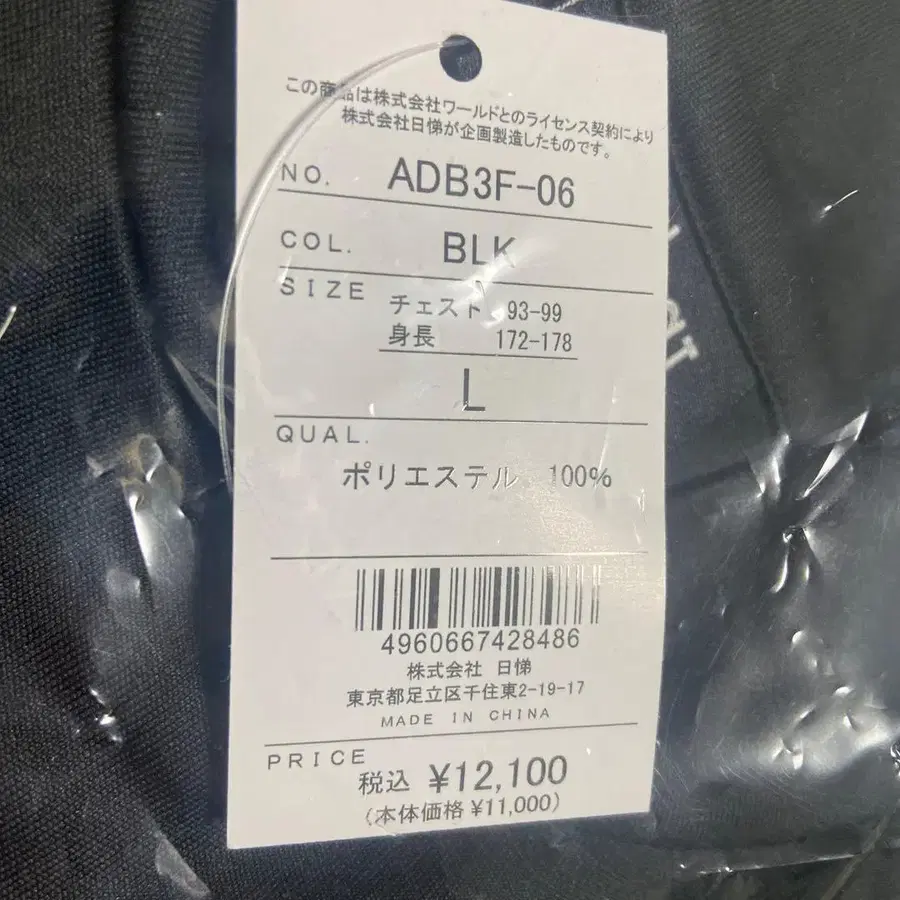 この商品は株式会社ワールドとのライセンス契約により
株式会社日悌が企画製造したものです。
NO. ADB3F-06
COL. BLK
SIZE チェスト 93-99
身長 172-178
L
QUAL.
ポリエステル 100%
4960667428486
株式会社 日悌
東京都足立区千住東2-19-17
MADE IN CHINA
PRICE
税込 ¥12,100
(本体価格 ¥11,000)